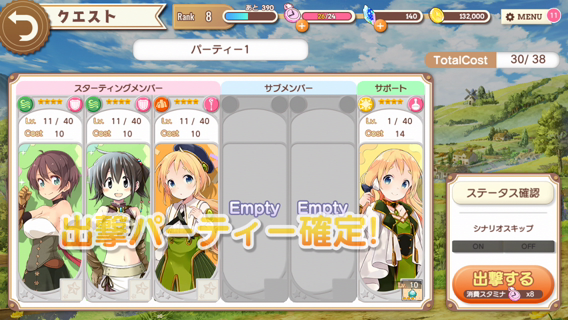 クエスト
Rank 8
あと 390
26/24
140
132,000
MENU 11
パーティー1
TotalCost 30/ 38
スターティングメンバー
サブメンバー
サポート
Lv. 11 / 40
Cost 10
Lv. 11 / 40
Cost 10
Lv. 11 / 40
Cost 10
Lv. 1 / 40
Cost 14
Empty
Empty
出撃パーティー確定!
Lv. 10
ステータス確認
シナリオスキップ
ON OFF
出撃する
消費スタミナ x8